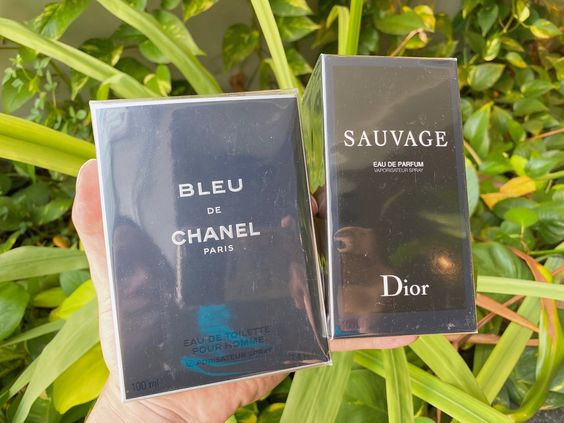 BLEU
DE
CHANEL
PARIS
EAU DE TOILETTE
POUR HOMME
VAPORISATEUR SPRAY
100 ml
SAUVAGE
EAU DE PARFUM
VAPORISATEUR SPRAY
Dior